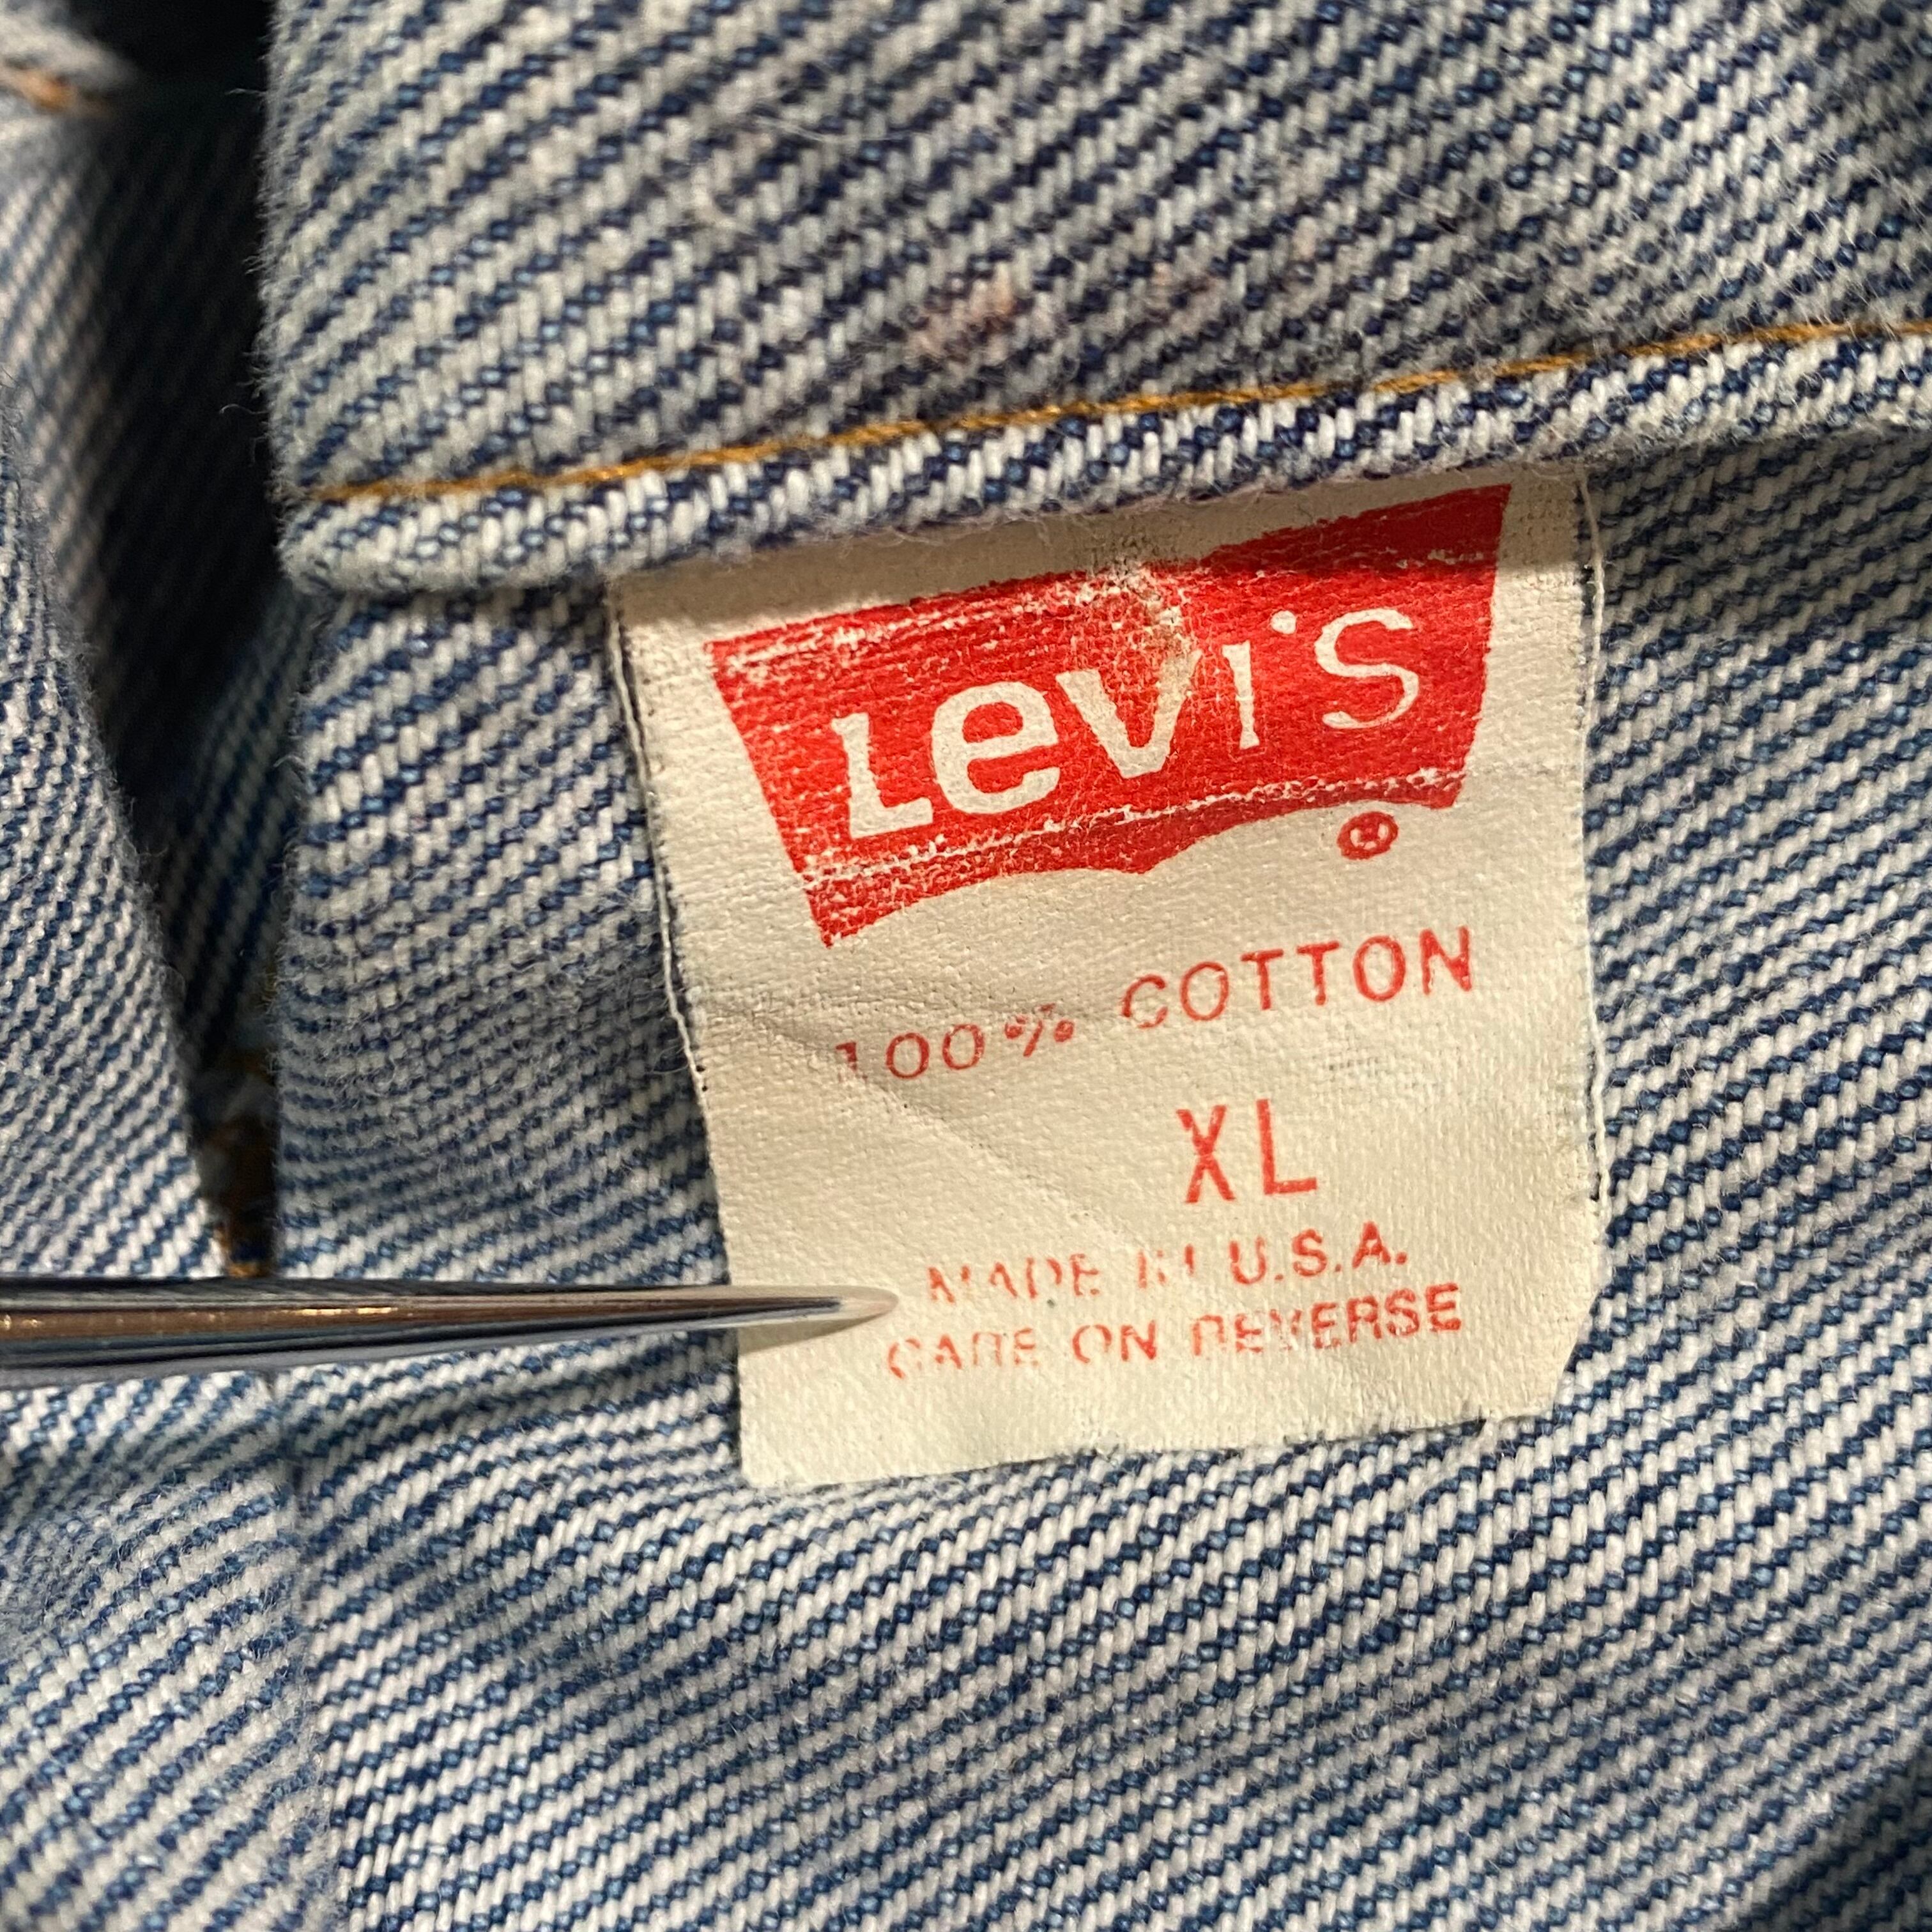 Levi's
®
100% COTTON
XL
MADE IN U.S.A.
CARE ON REVERSE